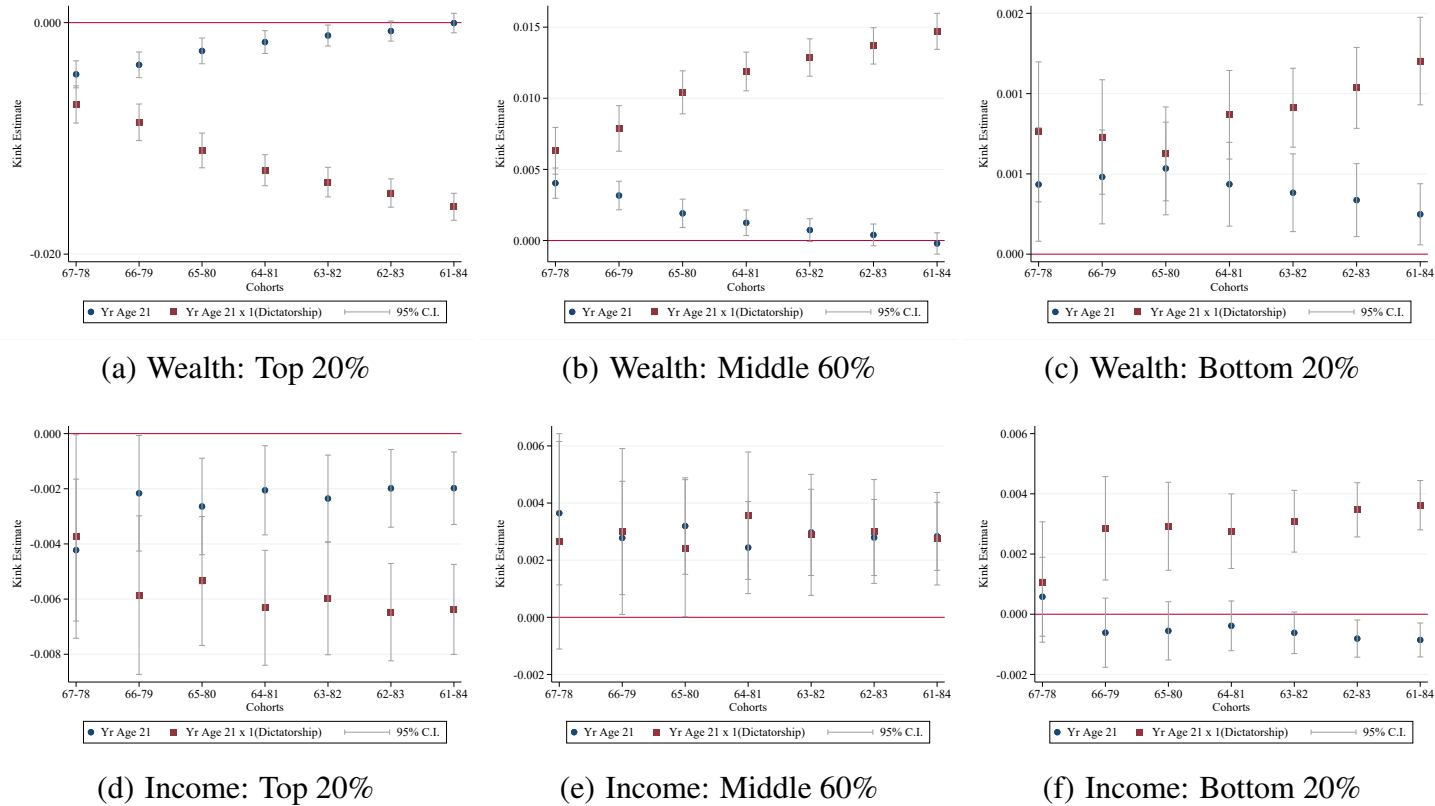 0.000
-0.020
Kink Estimate
67-78 66-79 65-80 64-81 63-82 62-83 61-84
Cohorts
Yr Age 21 Yr Age 21 x 1(Dictatorship) 95% C.I.
(a) Wealth: Top 20%
0.015
0.010
0.005
0.000
Kink Estimate
67-78 66-79 65-80 64-81 63-82 62-83 61-84
Cohorts
Yr Age 21 Yr Age 21 x 1(Dictatorship) 95% C.I.
(b) Wealth: Middle 60%
0.002
0.001
0.001
0.000
Kink Estimate
67-78 66-79 65-80 64-81 63-82 62-83 61-84
Cohorts
Yr Age 21 Yr Age 21 x 1(Dictatorship) 95% C.I.
(c) Wealth: Bottom 20%
0.000
-0.002
-0.004
-0.006
-0.008
Kink Estimate
67-78 66-79 65-80 64-81 63-82 62-83 61-84
Cohorts
Yr Age 21 Yr Age 21 x 1(Dictatorship) 95% C.I.
(d) Income: Top 20%
0.006
0.004
0.002
0.000
-0.002
Kink Estimate
67-78 66-79 65-80 64-81 63-82 62-83 61-84
Cohorts
Yr Age 21 Yr Age 21 x 1(Dictatorship) 95% C.I.
(e) Income: Middle 60%
0.006
0.004
0.002
0.000
-0.002
Kink Estimate
67-78 66-79 65-80 64-81 63-82 62-83 61-84
Cohorts
Yr Age 21 Yr Age 21 x 1(Dictatorship) 95% C.I.
(f) Income: Bottom 20%